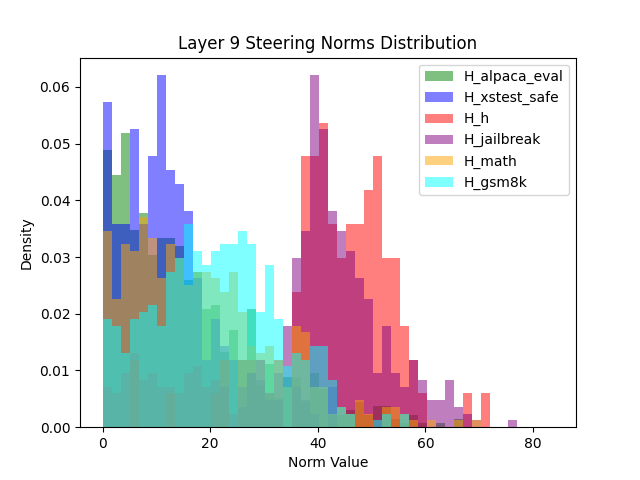 Layer 9 Steering Norms Distribution
H_alpaca_eval
H_xstest_safe
H_h
H_jailbreak
H_math
H_gsm8k
Density
0.06
0.05
0.04
0.03
0.02
0.01
0.00
0 20 40 60 80
Norm Value